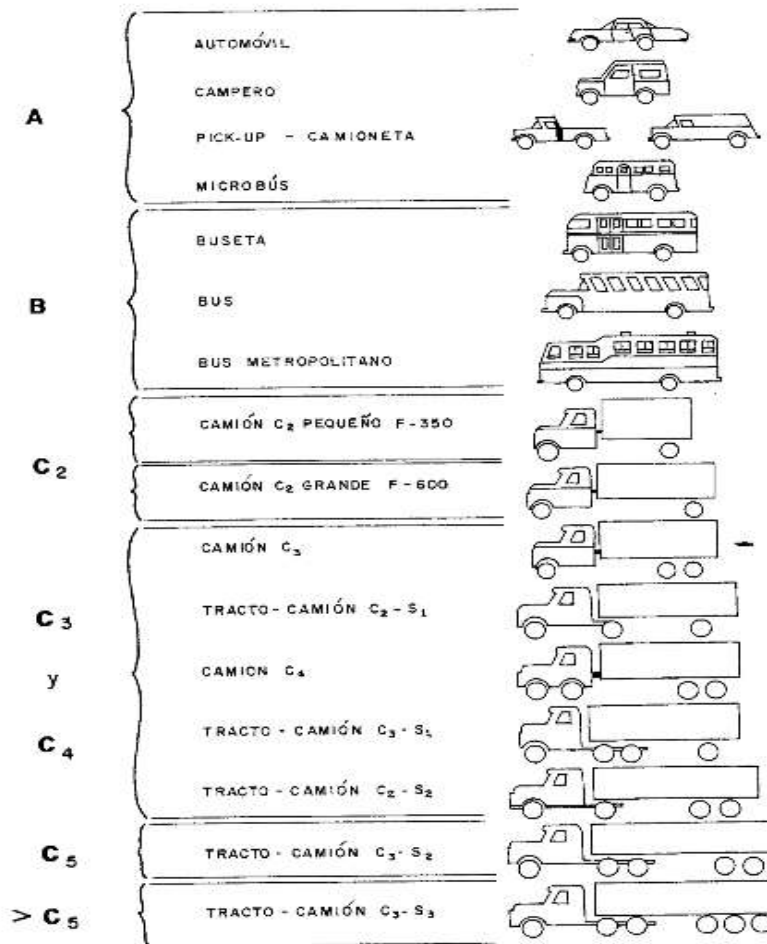 A
AUTOMÓVIL
CAMPERO
PICK-UP - CAMIONETA
MICROBÚS
B
BUSETA
BUS
BUS METROPOLITANO
C₂
CAMIÓN C₂ PEQUEÑO F-350
CAMIÓN C₂ GRANDE F-600
C₃
y
C₄
CAMIÓN C₃
TRACTO-CAMIÓN C₂-S₁
CAMION C₄
TRACTO - CAMIÓN C₃-S₁
TRACTO - CAMIÓN C₂-S₂
C₅
TRACTO - CAMIÓN C₃-S₂
> C₅
TRACTO - CAMIÓN C₃-S₃